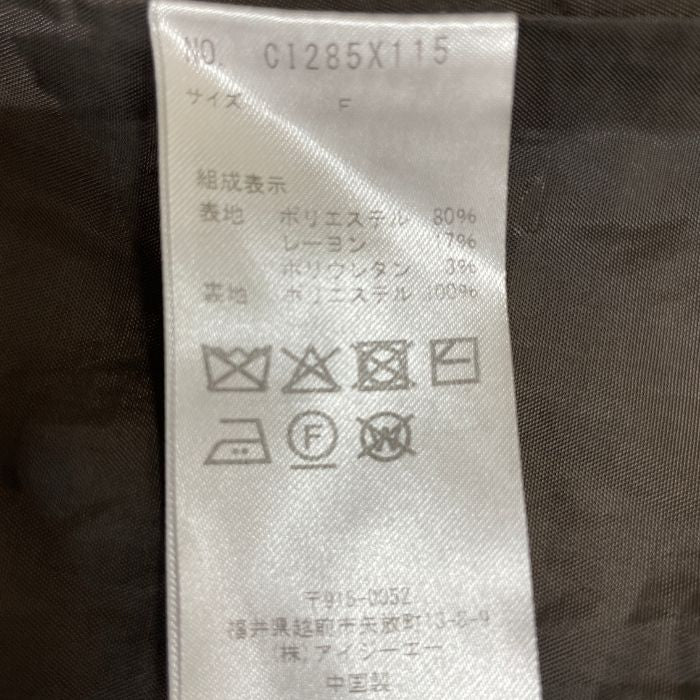 NO. CI285X115
サイズ F
組成表示
表地 ポリエステル 80%
レーヨン 17%
ポリウレタン 3%
裏地 ポリエステル 100%
F
W
〒915-0052
福井県越前市矢放町13-8-9
(株)アイジーエー
中国製